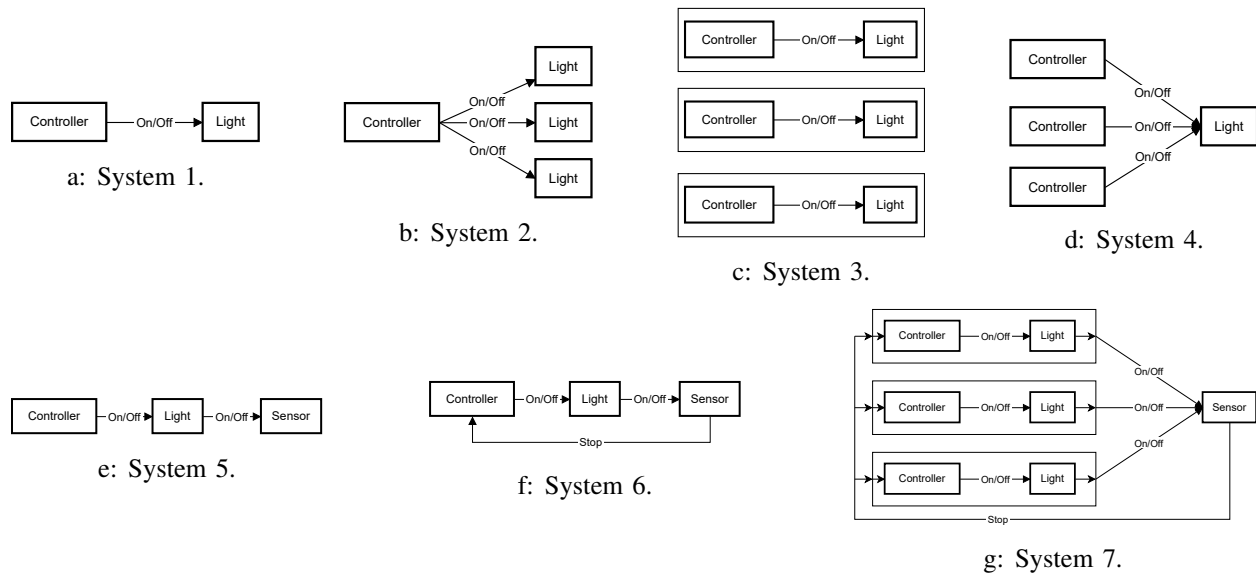 Controller
On/Off
Light
a: System 1.
Controller
On/Off
On/Off
On/Off
Light
Light
Light
b: System 2.
Controller
On/Off
Light
Controller
On/Off
Light
Controller
On/Off
Light
c: System 3.
Controller
Controller
Controller
On/Off
On/Off
On/Off
Light
d: System 4.
Controller
On/Off
Light
On/Off
Sensor
e: System 5.
Controller
On/Off
Light
On/Off
Sensor
Stop
f: System 6.
Controller
On/Off
Light
On/Off
Controller
On/Off
Light
On/Off
Sensor
Controller
On/Off
Light
On/Off
Stop
g: System 7.